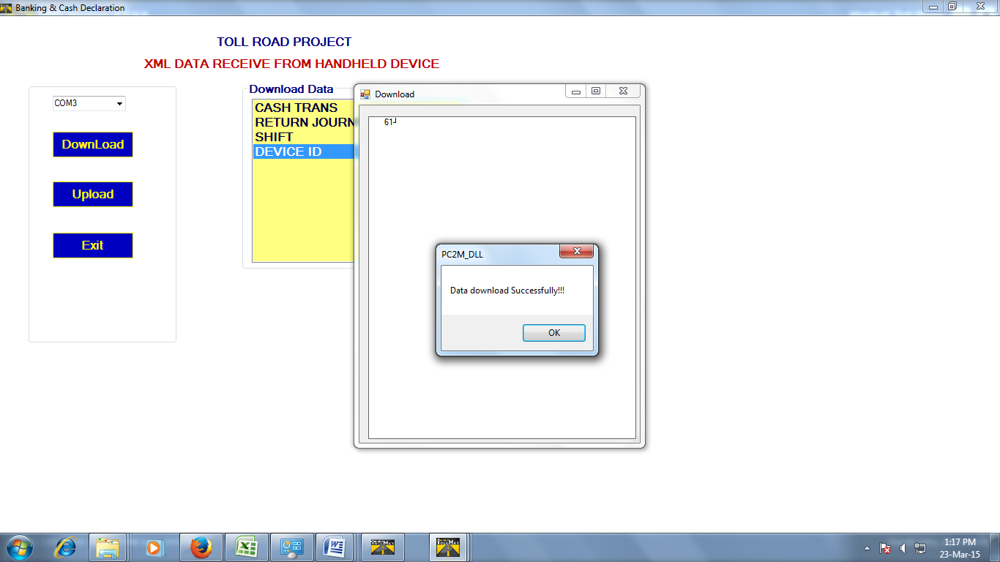 Banking & Cash Declaration
TOLL ROAD PROJECT
XML DATA RECEIVE FROM HANDHELD DEVICE
COM3
DownLoad
Upload
Exit
Download Data
CASH TRANS
RETURN JOURN
SHIFT
DEVICE ID
Download
61
PC2M_DLL
Data download Successfully!!!
OK
TOLLMAX
1:17 PM
23-Mar-15